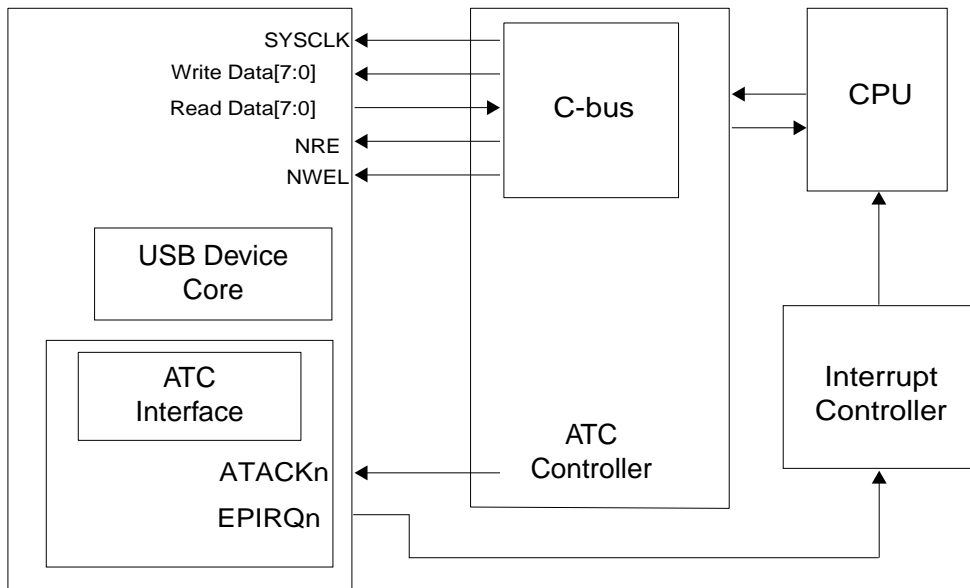 SYSCLK
Write Data[7:0]
Read Data[7:0]
NRE
NWEL
C-bus
CPU
USB Device
Core
ATC
Interface
ATACKn
EPIRQn
ATC
Controller
Interrupt
Controller